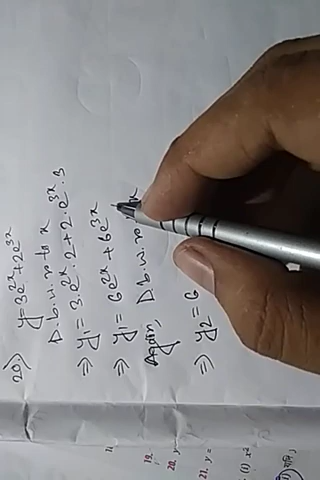 20) y = 3e^2x + 2e^3x
D.b.w.r. to x
⇒ y₁ = 3.e^2x.2 + 2.e^3x.3
⇒ y₁ = 6e^2x + 6e^3x
Again, D.b.w.r.
⇒ y₂ = 6
19.
20. y
21. y =
(i) x²